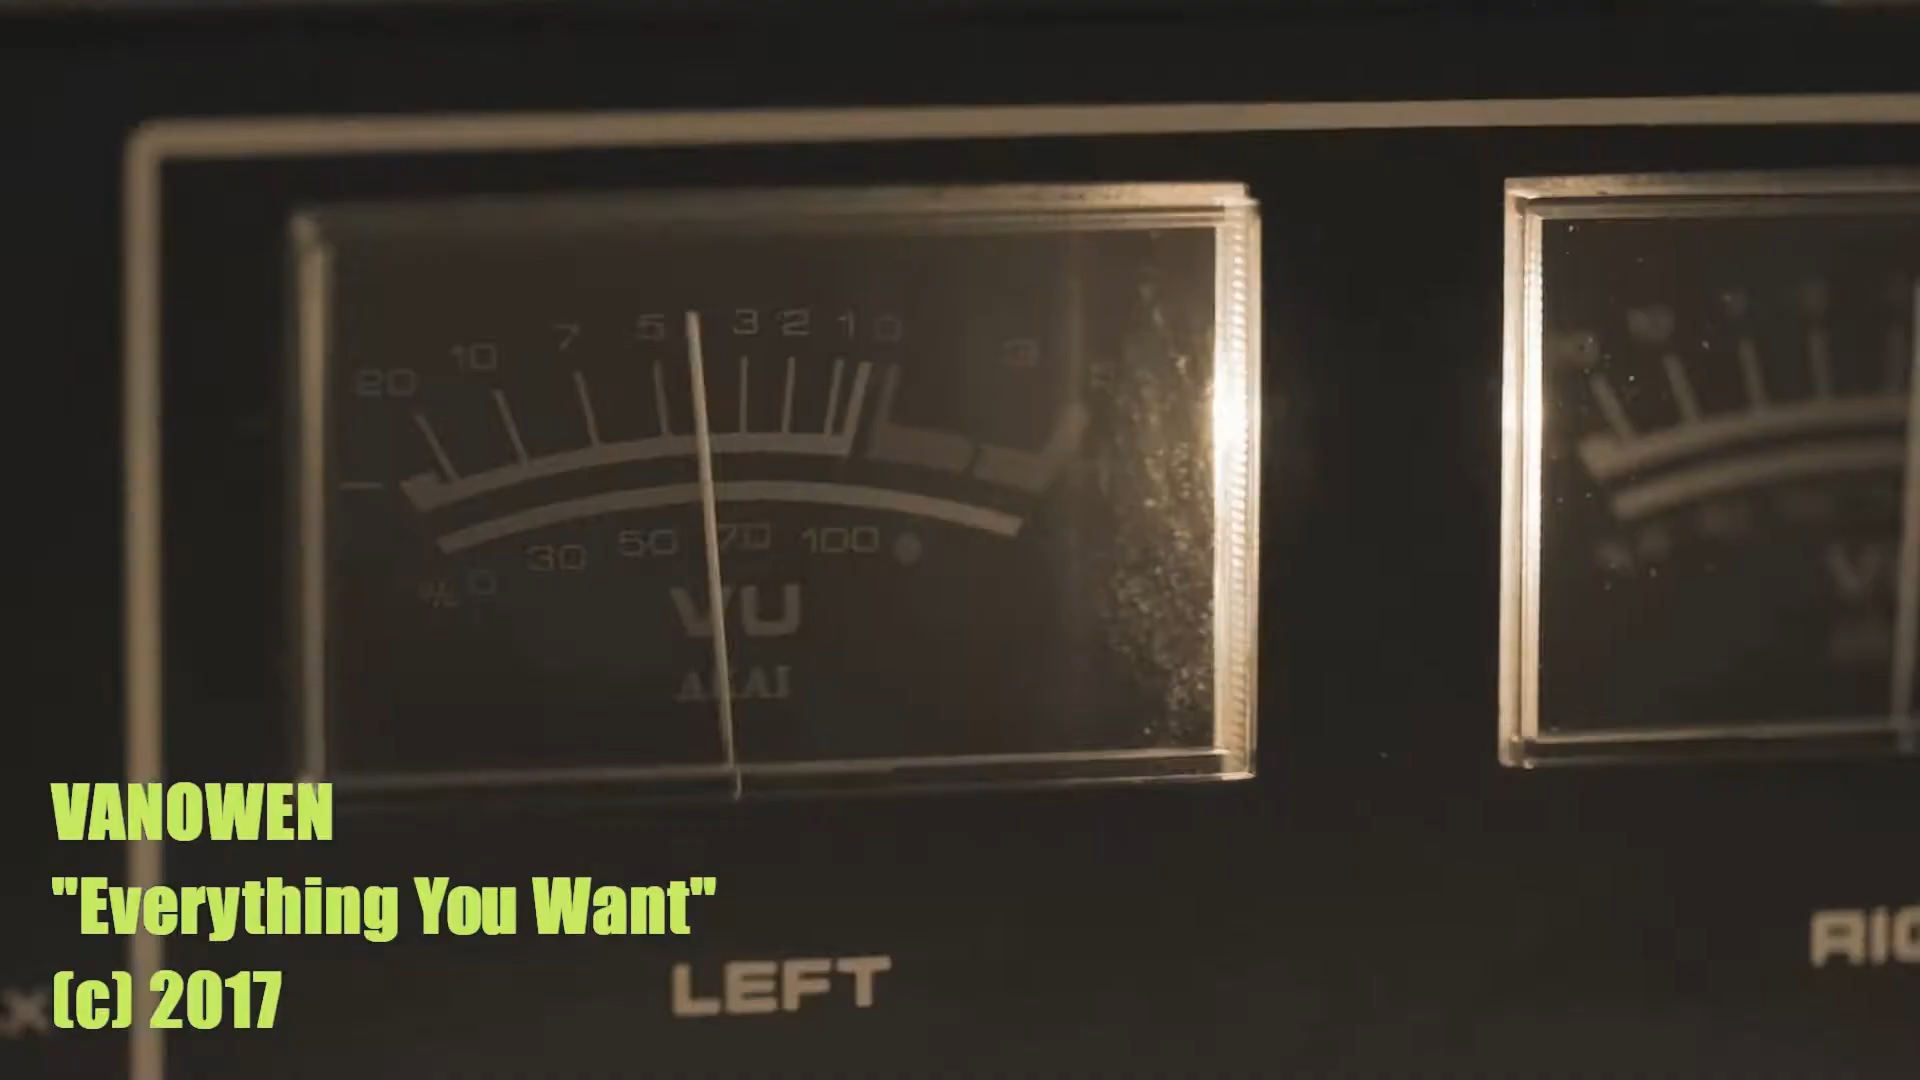 20 10 7 5 3 2 1 0 3
% 0 30 50 70 100
VU
AKAI
LEFT
VANOWEN
"Everything You Want"
(c) 2017